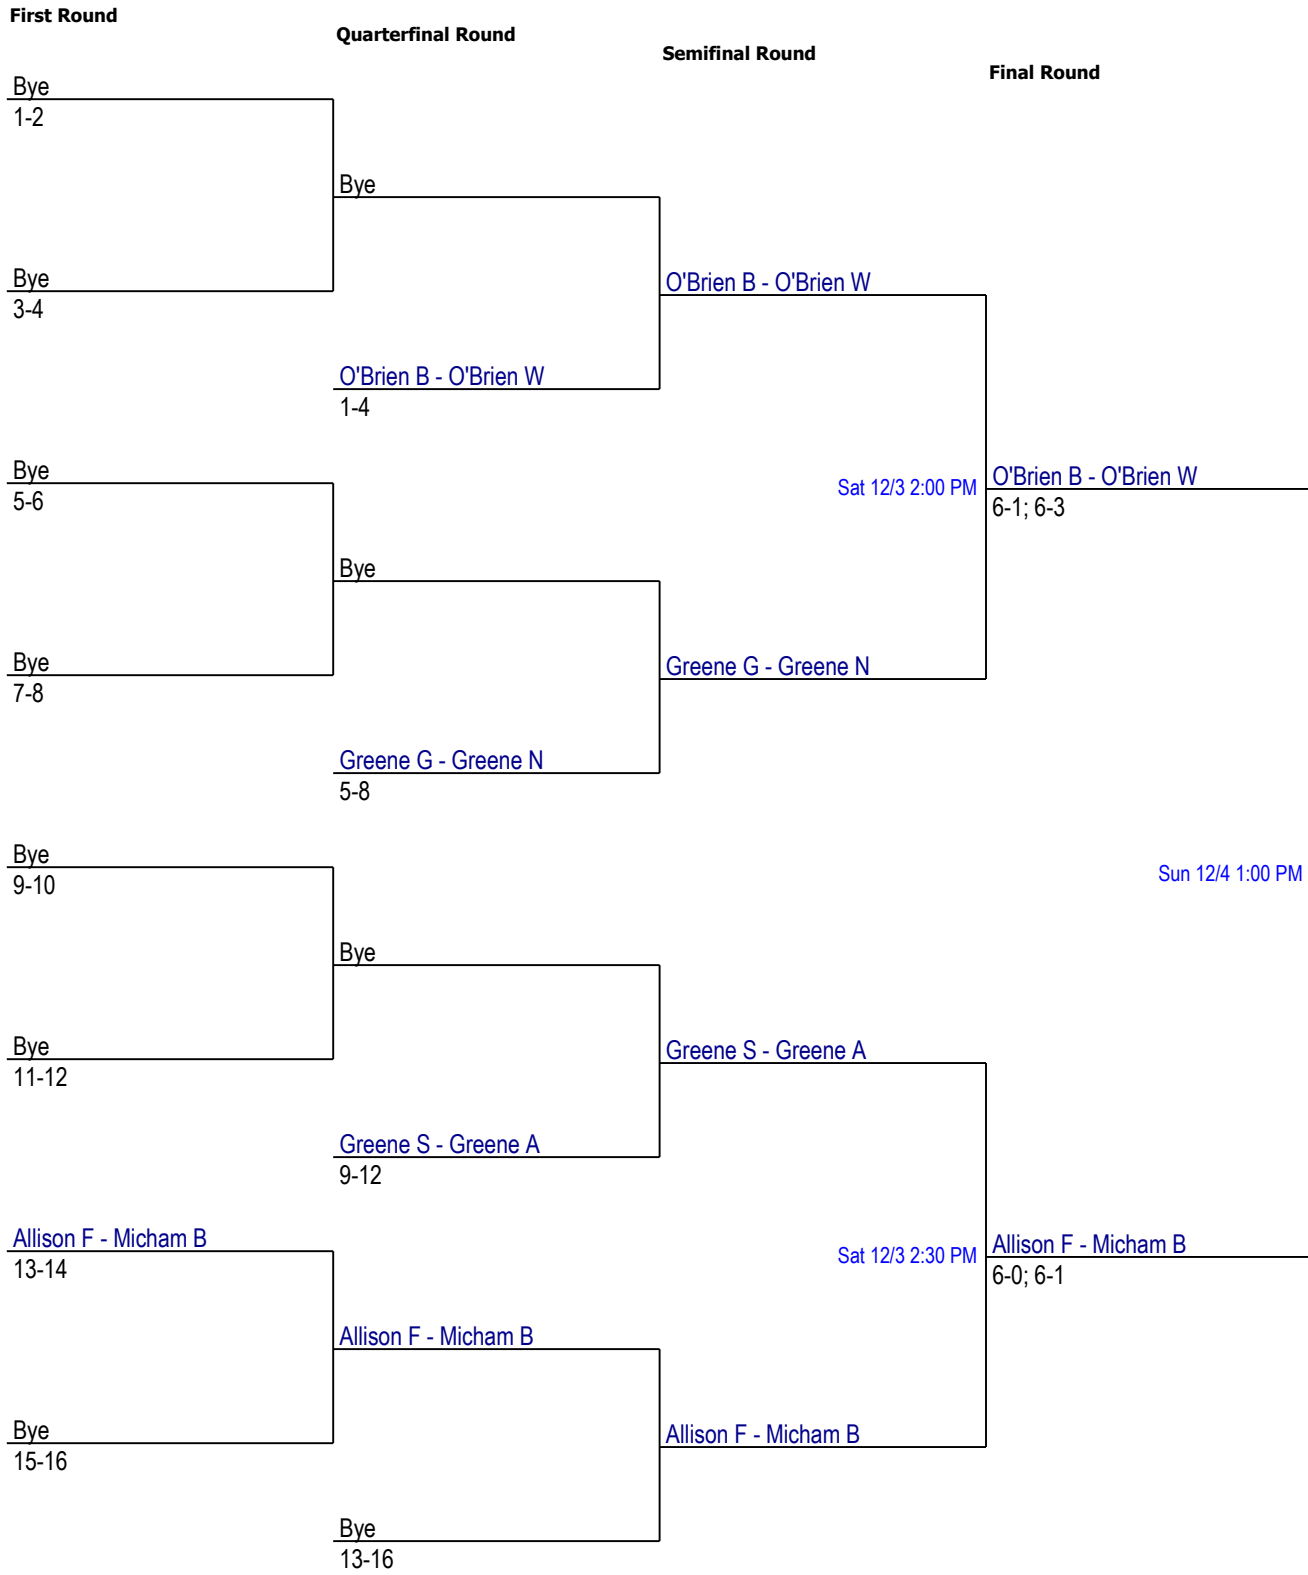 First Round
Quarterfinal Round
Semifinal Round
Final Round
Bye
1-2
Bye
Bye
3-4
O'Brien B - O'Brien W
O'Brien B - O'Brien W
1-4
Bye
5-6
Sat 12/3 2:00 PM
O'Brien B - O'Brien W
6-1; 6-3
Bye
Bye
7-8
Greene G - Greene N
Greene G - Greene N
5-8
Bye
9-10
Sun 12/4 1:00 PM
Bye
Bye
11-12
Greene S - Greene A
Greene S - Greene A
9-12
Allison F - Micham B
13-14
Sat 12/3 2:30 PM
Allison F - Micham B
6-0; 6-1
Allison F - Micham B
Bye
15-16
Allison F - Micham B
Bye
13-16